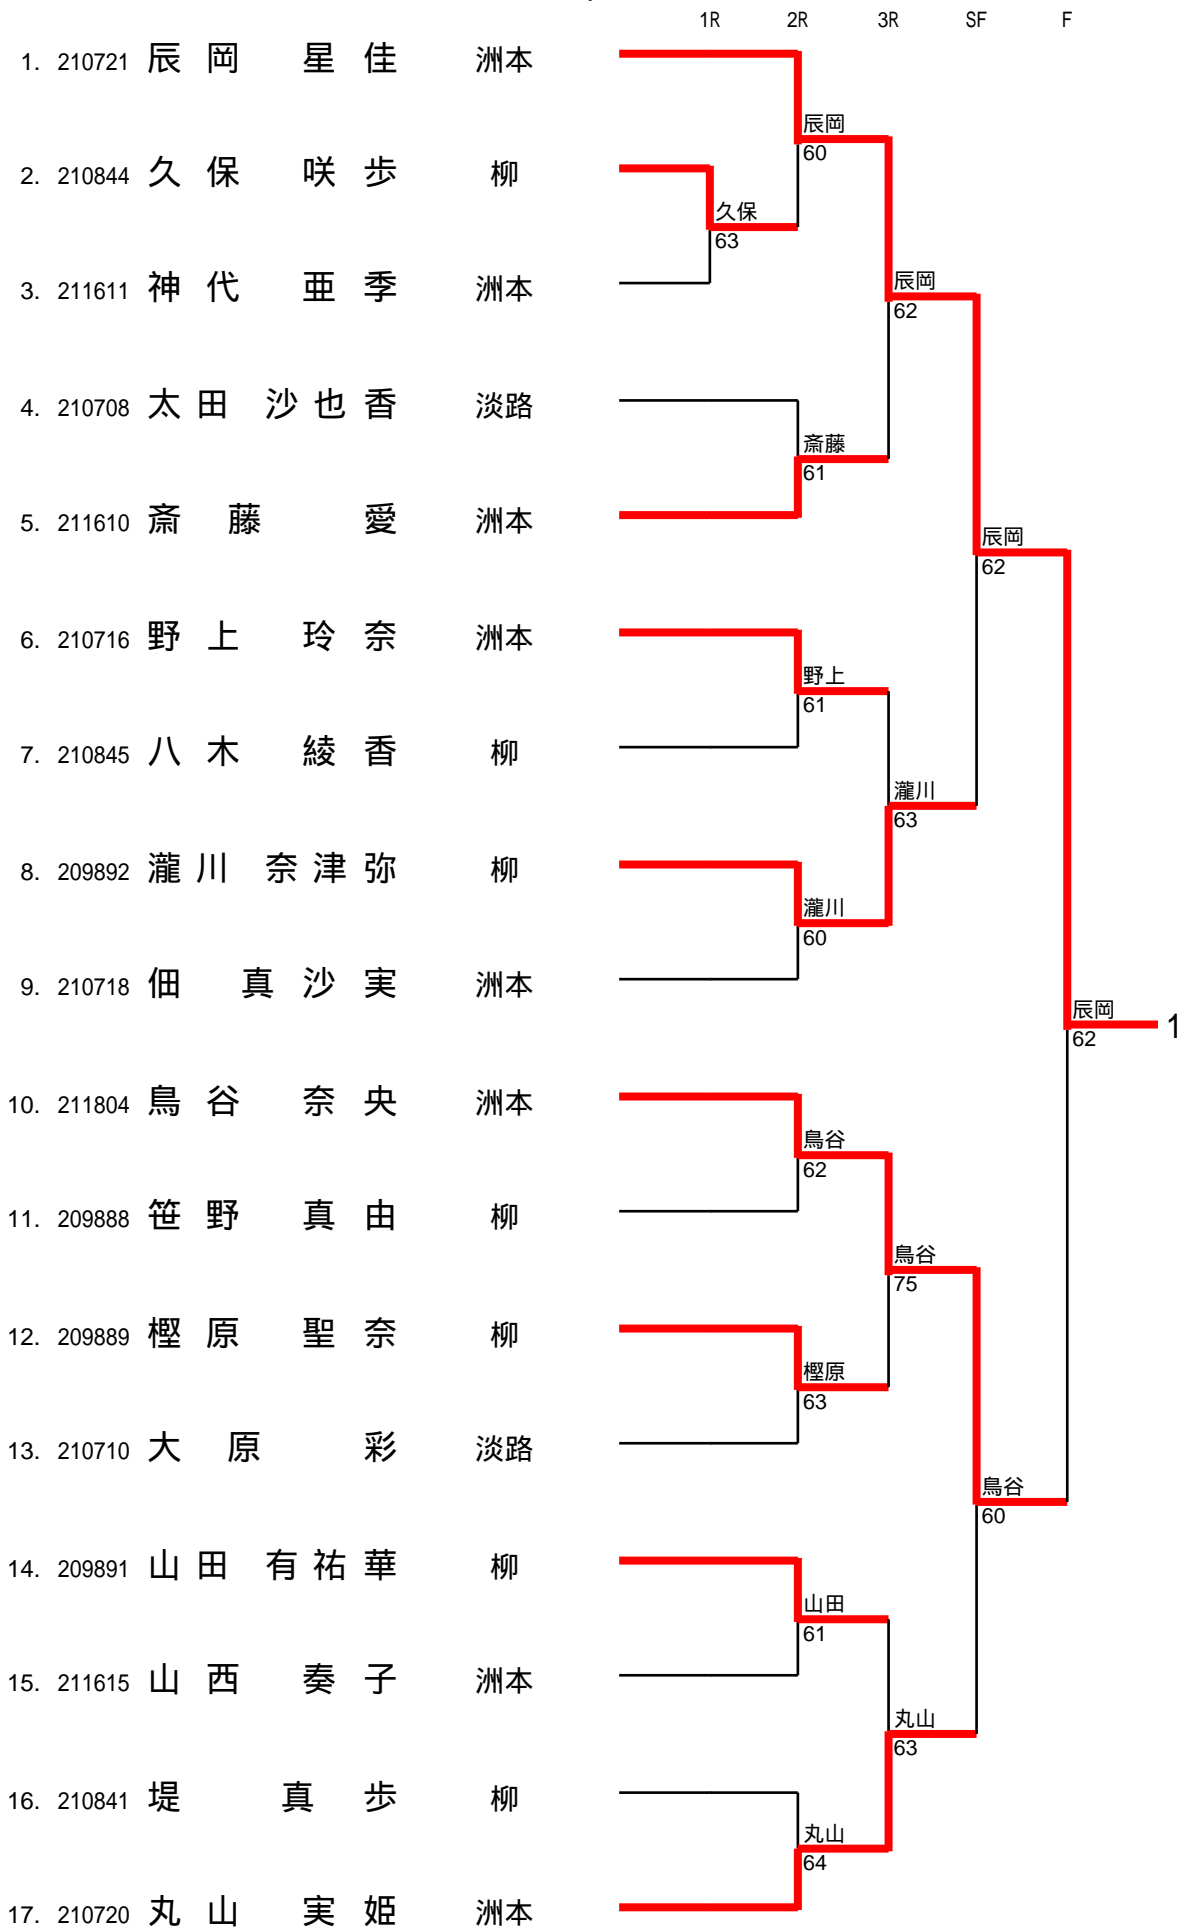 1R 2R 3R SF F
1. 210721 辰岡 星佳 洲本
辰岡
60
2. 210844 久保 咲歩 柳
久保
63
3. 211611 神代 亜季 洲本
辰岡
62
4. 210708 太田 沙也香 淡路
斎藤
61
5. 211610 斎藤 愛 洲本
辰岡
62
6. 210716 野上 玲奈 洲本
野上
61
7. 210845 八木 綾香 柳
瀧川
63
8. 209892 瀧川 奈津弥 柳
瀧川
60
9. 210718 佃 真沙実 洲本
辰岡
62
1
10. 211804 鳥谷 奈央 洲本
鳥谷
62
11. 209888 笹野 真由 柳
鳥谷
75
12. 209889 樫原 聖奈 柳
樫原
63
13. 210710 大原 彩 淡路
鳥谷
60
14. 209891 山田 有祐華 柳
山田
61
15. 211615 山西 奏子 洲本
丸山
63
16. 210841 堤 真歩 柳
丸山
64
17. 210720 丸山 実姫 洲本